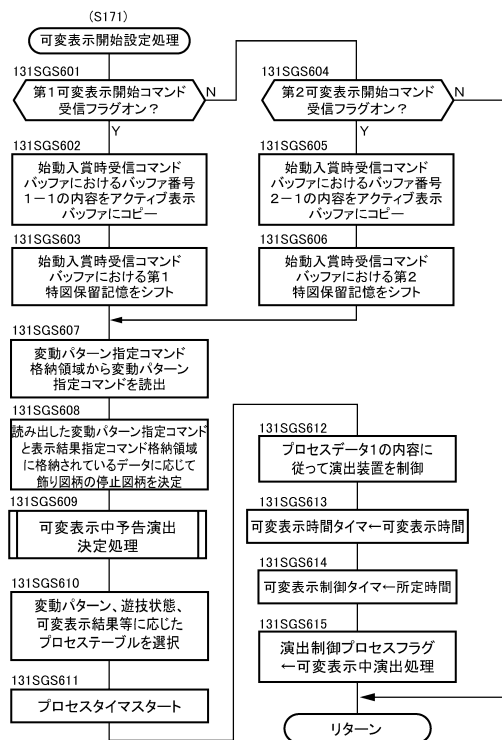 (S171)
可変表示開始設定処理
131SGS601
第1可変表示開始コマンド
受信フラグオン？
N
Y
131SGS602
始動入賞時受信コマンド
バッファにおけるバッファ番号
1－1の内容をアクティブ表示
バッファにコピー
131SGS603
始動入賞時受信コマンド
バッファにおける第1
特図保留記憶をシフト
131SGS604
第2可変表示開始コマンド
受信フラグオン？
N
Y
131SGS605
始動入賞時受信コマンド
バッファにおけるバッファ番号
2－1の内容をアクティブ表示
バッファにコピー
131SGS606
始動入賞時受信コマンド
バッファにおける第2
特図保留記憶をシフト
131SGS607
変動パターン指定コマンド
格納領域から変動パターン
指定コマンドを読出
131SGS608
読み出した変動パターン指定コマンド
と表示結果指定コマンド格納領域
に格納されているデータに応じて
飾り図柄の停止図柄を決定
131SGS609
可変表示中予告演出
決定処理
131SGS610
変動パターン、遊技状態、
可変表示結果等に応じた
プロセステーブルを選択
131SGS611
プロセスタイマスタート
131SGS612
プロセスデータ1の内容に
従って演出装置を制御
131SGS613
可変表示時間タイマ←可変表示時間
131SGS614
可変表示制御タイマ←所定時間
131SGS615
演出制御プロセスフラグ
←可変表示中演出処理
リターン